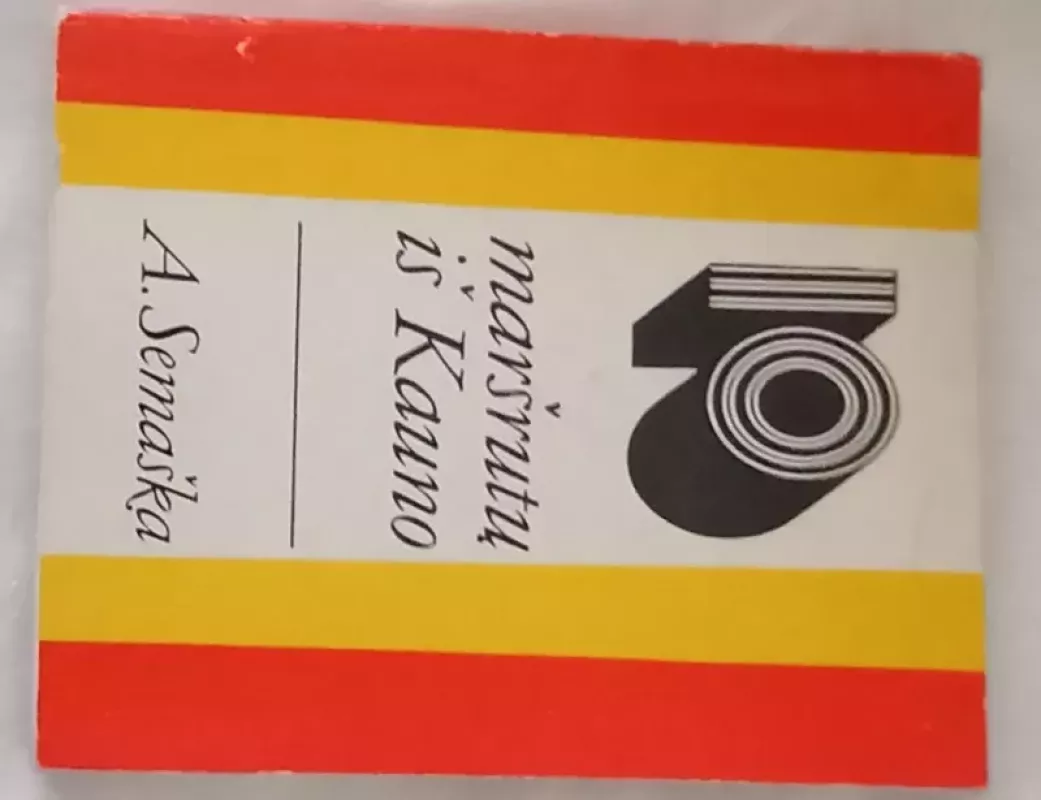 10
maršrutų
iš Kauno
A. Semaška